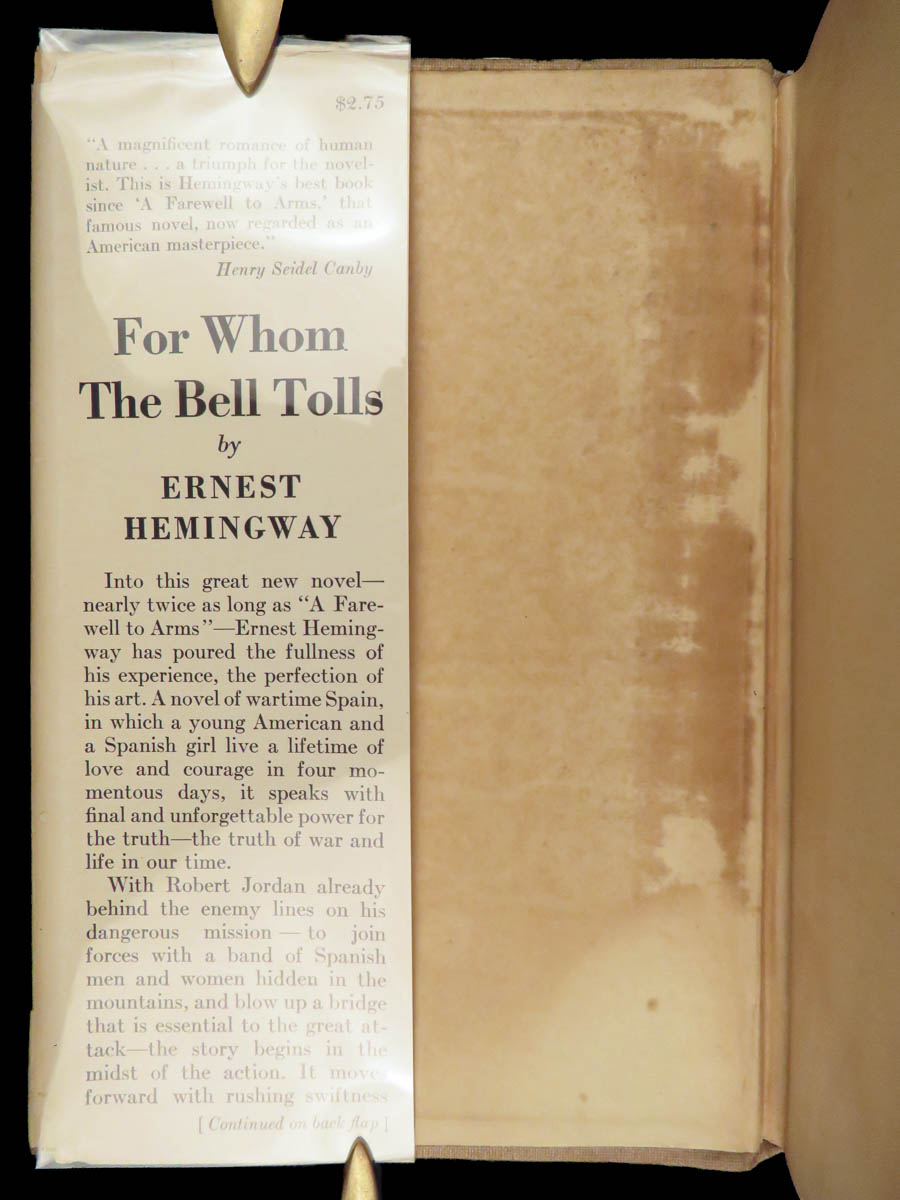 $2.75
"A magnificent romance of human
nature . . . a triumph for the novel-
ist. This is Hemingway's best book
since 'A Farewell to Arms,' that
famous novel, now regarded as an
American masterpiece."
Henry Seidel Canby
For Whom
The Bell Tolls
by
ERNEST
HEMINGWAY
Into this great new novel—
nearly twice as long as "A Fare-
well to Arms"—Ernest Heming-
way has poured the fullness of
his experience, the perfection of
his art. A novel of wartime Spain,
in which a young American and
a Spanish girl live a lifetime of
love and courage in four mo-
mentous days, it speaks with
final and unforgettable power for
the truth—the truth of war and
life in our time.
With Robert Jordan already
behind the enemy lines on his
dangerous mission — to join
forces with a band of Spanish
men and women hidden in the
mountains, and blow up a bridge
that is essential to the great at-
tack—the story begins in the
midst of the action. It moves
forward with rushing swiftness
[ Continued on back flap ]